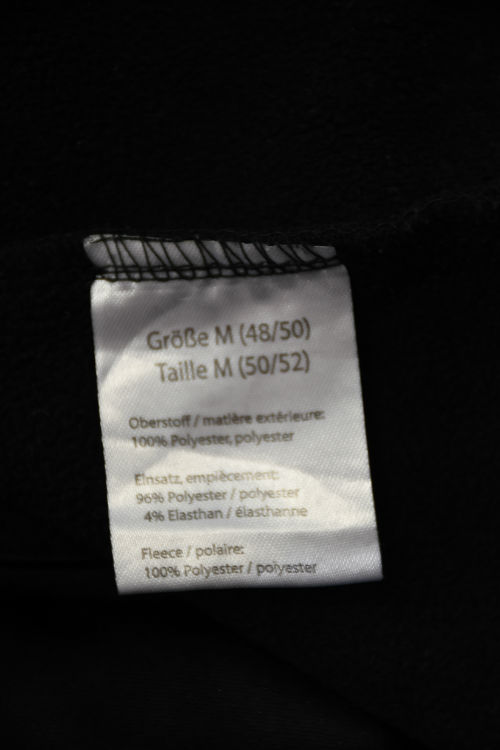 Größe M (48/50)
Taille M (50/52)
Oberstoff / matière extérieure:
100% Polyester, polyester
Einsatz, empiècement:
96% Polyester / polyester
4% Elasthan / élasthanne
Fleece / polaire:
100% Polyester / polyester